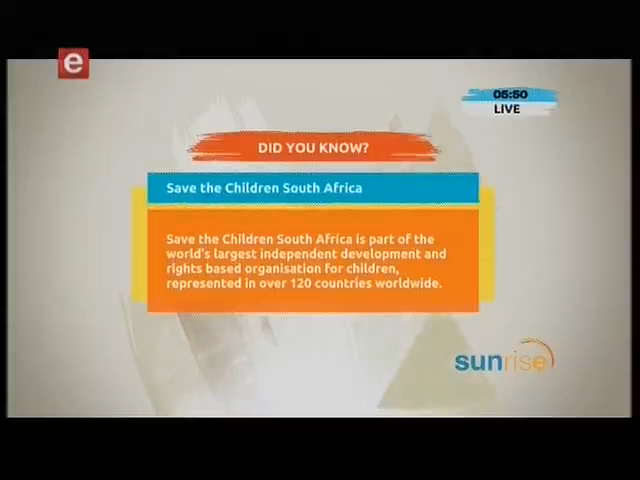 e
05:50
LIVE
DID YOU KNOW?
Save the Children South Africa
Save the Children South Africa is part of the
world's largest independent development and
rights based organisation for children,
represented in over 120 countries worldwide.
sunrise